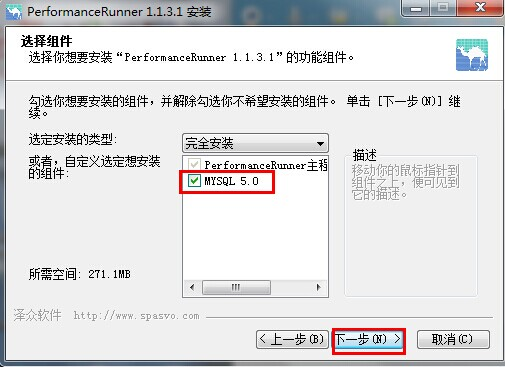 PerformanceRunner 1.1.3.1 安装
选择组件
选择你想要安装“PerformanceRunner 1.1.3.1”的功能组件。
勾选你想要安装的组件，并解除勾选你不希望安装的组件。 单击 [下一步(N)] 继
续。
选定安装的类型:
完全安装
或者，自定义选定想安装
的组件:
PerformanceRunner主程
MYSQL 5.0
描述
移动你的鼠标指针到
组件之上，便可见到
它的描述。
所需空间: 271.1MB
泽众软件 http://www.spasvo.com
< 上一步(B)
下一步(N) >
取消(C)